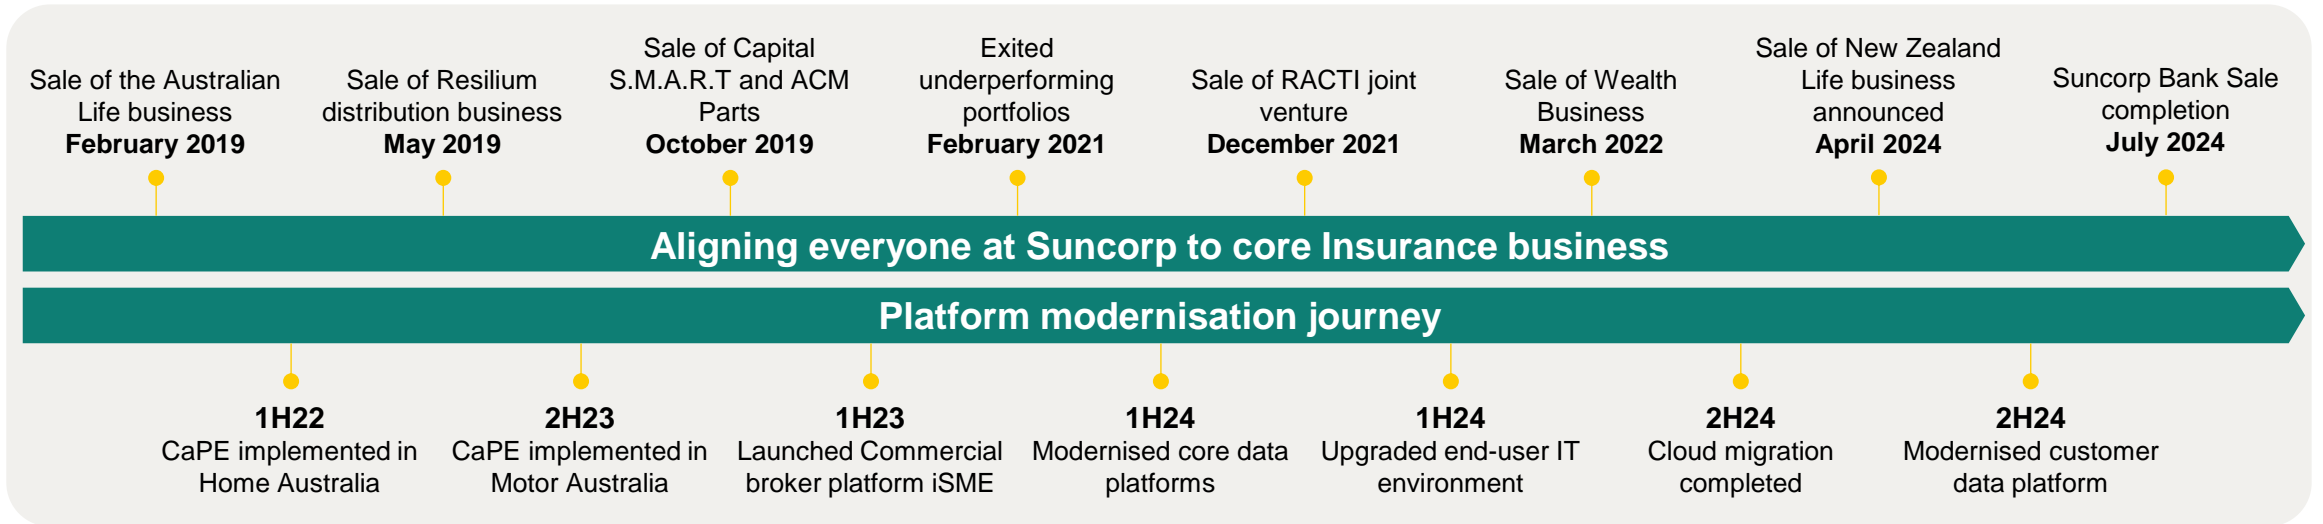 Sale of the Australian
Life business
February 2019
Sale of Resilium
distribution business
May 2019
Sale of Capital
S.M.A.R.T and ACM
Parts
October 2019
Exited
underperforming
portfolios
February 2021
Sale of RACTI joint
venture
December 2021
Sale of Wealth
Business
March 2022
Sale of New Zealand
Life business
announced
April 2024
Suncorp Bank Sale
completion
July 2024
Aligning everyone at Suncorp to core Insurance business
Platform modernisation journey
1H22
CaPE implemented in
Home Australia
2H23
CaPE implemented in
Motor Australia
1H23
Launched Commercial
broker platform iSME
1H24
Modernised core data
platforms
1H24
Upgraded end-user IT
environment
2H24
Cloud migration
completed
2H24
Modernised customer
data platform